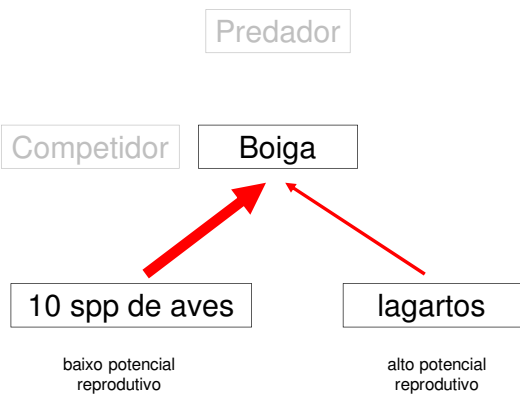 Predador
Competidor
Boiga
10 spp de aves
lagartos
baixo potencial
reprodutivo
alto potencial
reprodutivo